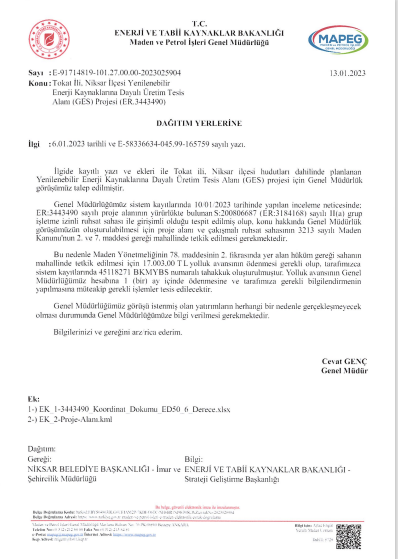 T.C.
ENERJİ VE TABİİ KAYNAKLAR BAKANLIĞI
Maden ve Petrol İşleri Genel Müdürlüğü
MAPEG
Sayı : E-91714819-101.27.00.00-2023025904
13.01.2023
Konu : Tokat İli, Niksar İlçesi Yenilenebilir
Enerji Kaynaklarına Dayalı Üretim Tesis
Alanı (GES) Projesi (ER.3443490)
DAĞITIM YERLERİNE
İlgi : 6.01.2023 tarihli ve E-58336634-045.99-165759 sayılı yazı.
İlgide kayıtlı yazı ve ekleri ile Tokat ili, Niksar ilçesi hudutları dahilinde planlanan
Yenilenebilir Enerji Kaynaklarına Dayalı Üretim Tesis Alanı (GES) projesi için Genel Müdürlük
görüşümüz talep edilmiştir.
Genel Müdürlüğümüz sistem kayıtlarında 10/01/2023 tarihinde yapılan inceleme neticesinde;
ER:3443490 sayılı proje alanının yürürlükte bulunan S:200806687 (ER:3184168) sayılı II(a) grup
işletme izinli ruhsat sahası ile girişimli olduğu tespit edilmiş olup, konu hakkında Genel Müdürlük
görüşümüzün oluşturulabilmesi için proje alanı ve çakışmalı ruhsat sahasının 3213 sayılı Maden
Kanunu'nun 2. ve 7. maddesi gereği mahallinde tetkik edilmesi gerekmektedir.
Bu nedenle Maden Yönetmeliğinin 78. maddesinin 2. fıkrasında yer alan hüküm gereği sahanın
mahallinde tetkik edilmesi için 17.003,00 TL yolluk avansının ödenmesi gerekli olup, tarafımızca
sistem kayıtlarında 45118271 BKMYBS numaralı tahakkuk oluşturulmuştur. Yolluk avansının Genel
Müdürlüğümüz hesabına 1 (bir) ay içinde ödenmesine ve tarafımıza gerekli bilgilendirmenin
yapılmasına müteakip gerekli işlemler tesis edilecektir.
Genel Müdürlüğümüz görüşü istenmiş olan yatırımların herhangi bir nedenle gerçekleşmeyecek
olması durumunda Genel Müdürlüğümüze bilgi verilmesi gerekmektedir.
Bilgilerinizi ve gereğini arz/rica ederim.
Cevat GENÇ
Genel Müdür
Ek:
1-) EK_1-3443490_Koordinat_Dokumu_ED50_6_Derece.xlsx
2-) EK_2-Proje-Alanı.kml
Dağıtım:
Gereği:
Bilgi:
NİKSAR BELEDİYE BAŞKANLIĞI - İmar ve
Şehircilik Müdürlüğü
ENERJİ VE TABİİ KAYNAKLAR BAKANLIĞI -
Strateji Geliştirme Başkanlığı
Bu belge, güvenli elektronik imza ile imzalanmıştır.